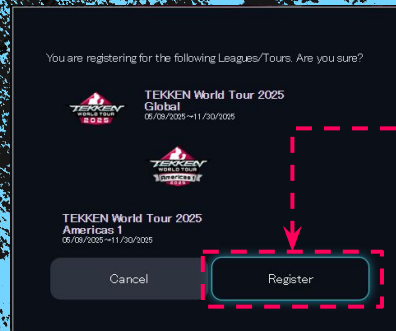 You are registering for the following Leagues/Tours. Are you sure?
TEKKEN World Tour 2025
Global
05/09/2025~11/30/2025
TEKKEN
WORLD TOUR
2025
TEKKEN
WORLD TOUR
Americas 1
TEKKEN World Tour 2025
Americas 1
05/09/2025~11/30/2025
Cancel
Register